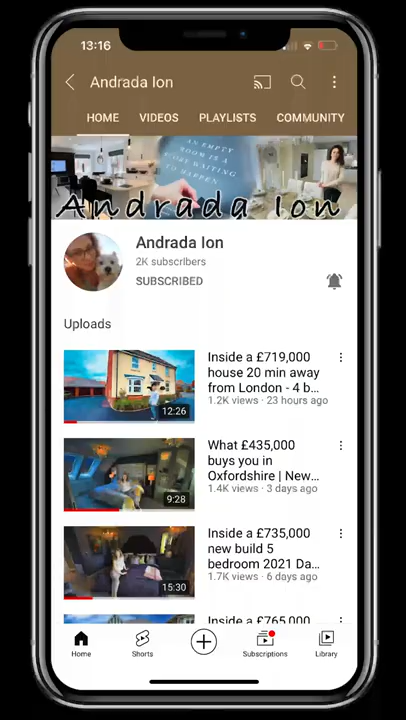 13:16
Andrada Ion
HOME VIDEOS PLAYLISTS COMMUNITY
AN EMPTY
ROOM IS A
STORY WAITING
TO HAPPEN
Andrada Ion
Andrada Ion
2K subscribers
SUBSCRIBED
Uploads
Inside a £719,000
house 20 min away
from London - 4 b...
1.2K views · 23 hours ago
12:26
What £435,000
buys you in
Oxfordshire | New...
1.4K views · 3 days ago
9:28
Inside a £735,000
new build 5
bedroom 2021 Da...
1.7K views · 6 days ago
15:30
Inside a £765,000
Home Shorts Subscriptions Library